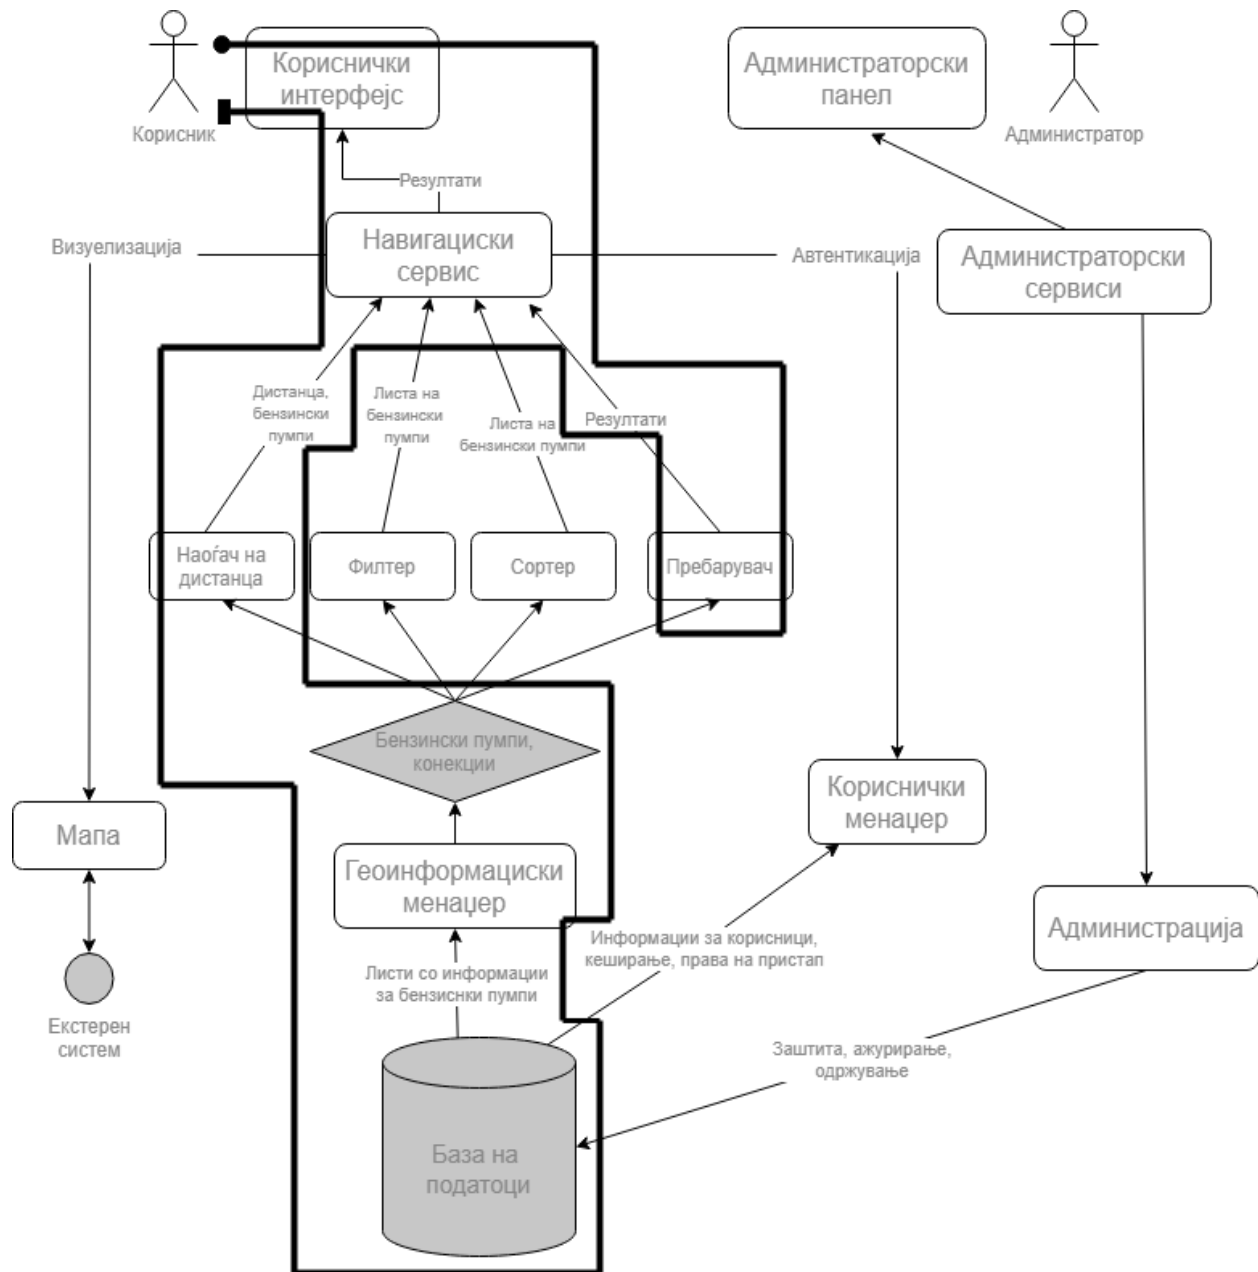 Кориснички
интерфејс
Администраторски
панел
Корисник
Администратор
Резултати
Визуелизација
Навигациски
сервис
Автентикација
Администраторски
сервиси
Дистанца,
бензински
пумпи
Листа на
бензински
пумпи
Листа на
бензински пумпи
Резултати
Наоѓач на
дистанца
Филтер
Сортер
Пребарувач
Бензински пумпи,
конекции
Мапа
Кориснички
менаџер
Геоинформациски
менаџер
Администрација
Информации за корисници,
кеширање, права на пристап
Листи со информации
за бензиснки пумпи
Екстерен
систем
Заштита, ажурирање,
одржување
База на
податоци